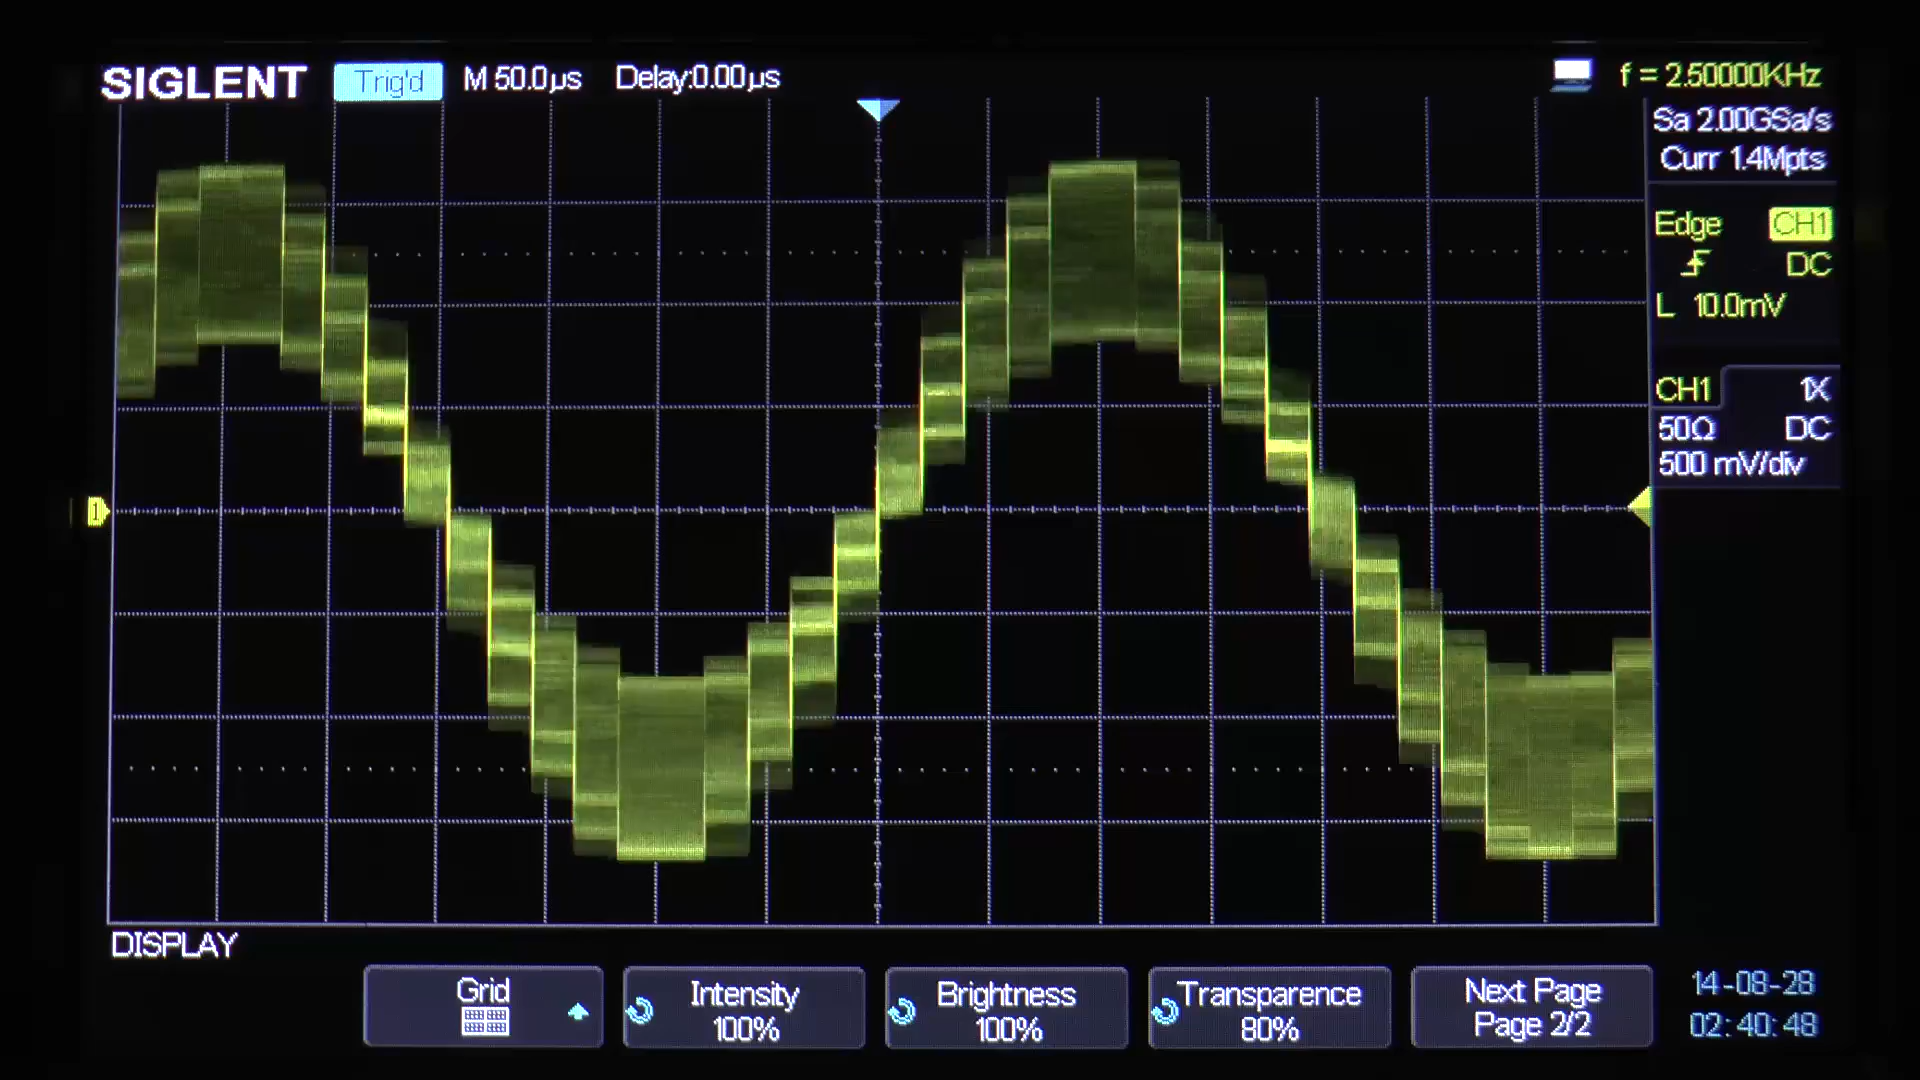 SIGLENT Trig'd M 50.0µs Delay:0.00µs f = 2.50000KHz
Sa 2.00GSa/s
Curr 1.4Mpts
Edge CH1
DC
L 10.0mV
CH1 1X
50Ω DC
500 mV/div
1
DISPLAY
Grid
Intensity
100%
Brightness
100%
Transparence
80%
Next Page
Page 2/2
14-08-28
02:40:48